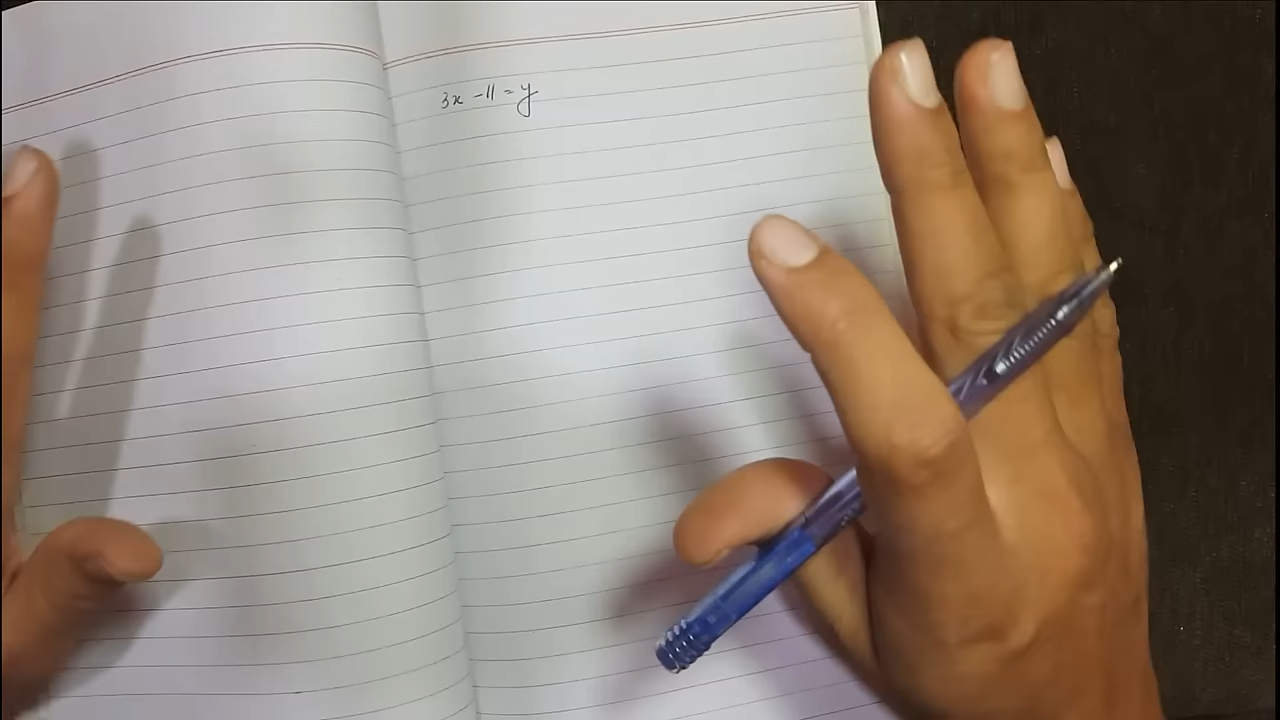 3x - 11 = y